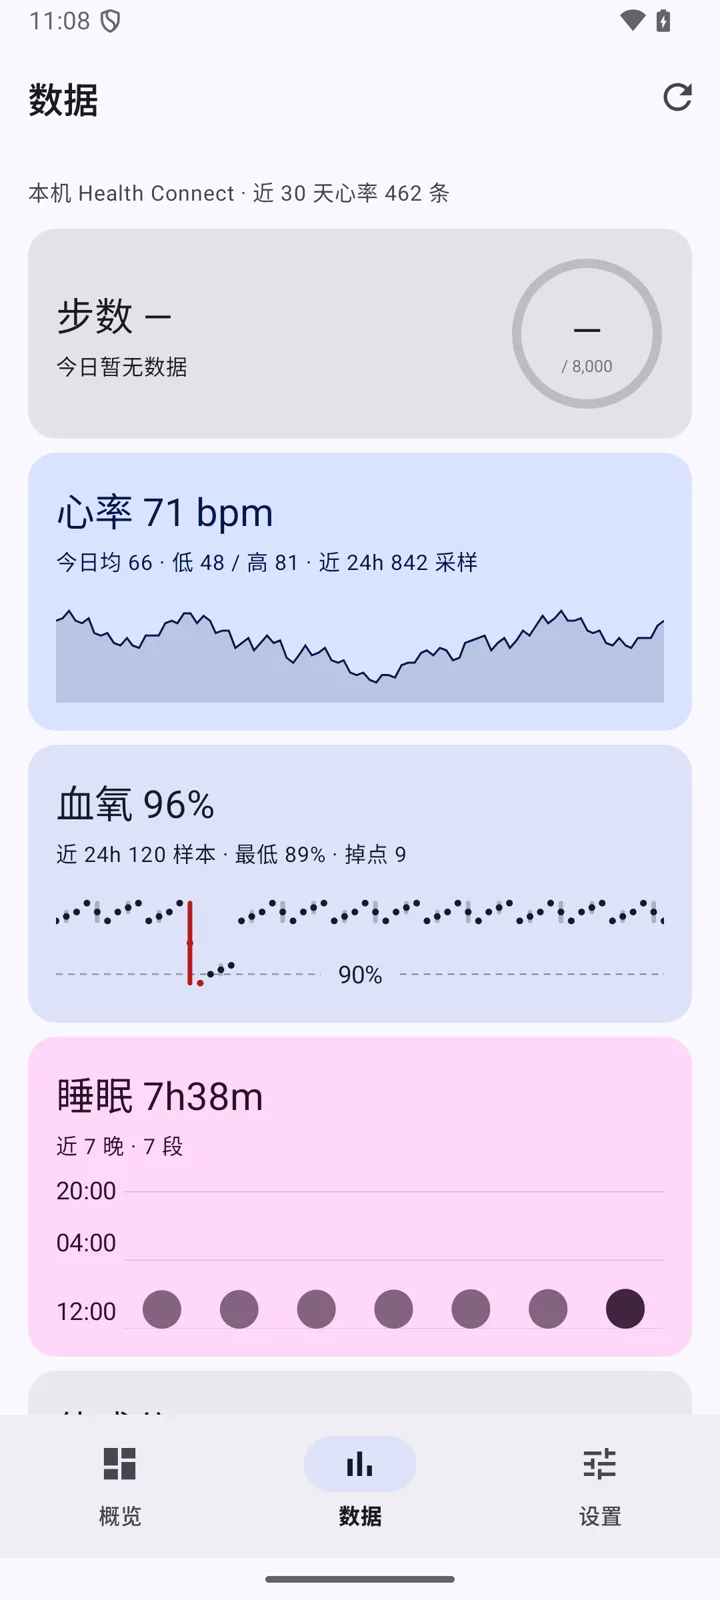 11:08
数据
本机 Health Connect · 近 30 天心率 462 条
步数 —
今日暂无数据
—
/ 8,000
心率 71 bpm
今日均 66 · 低 48 / 高 81 · 近 24h 842 采样
血氧 96%
近 24h 120 样本 · 最低 89% · 掉点 9
90%
睡眠 7h38m
近 7 晚 · 7 段
20:00
04:00
12:00
概览
数据
设置